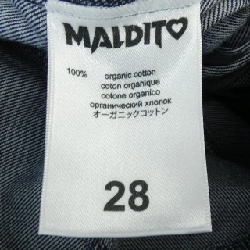 MALDITO
100%
organic cotton
coton organique
cotone organico
органический хлопок
オーガニックコットン
28